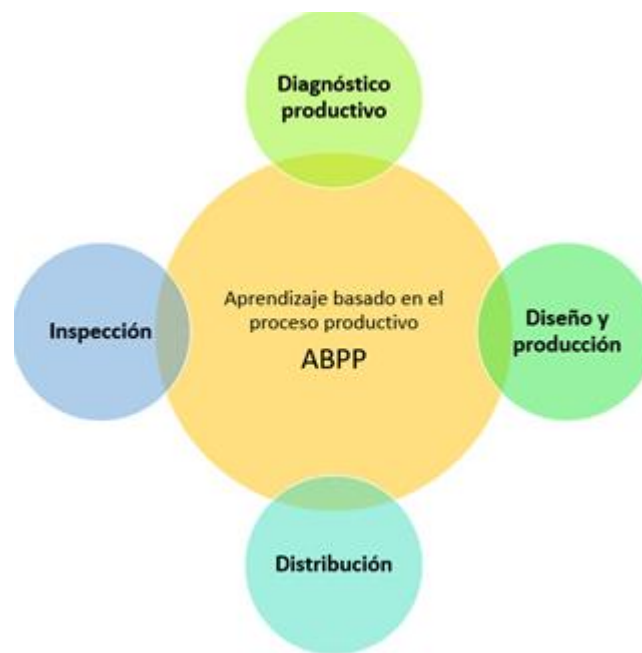 Diagnóstico
productivo
Inspección
Aprendizaje basado en el
proceso productivo
ABPP
Diseño y
producción
Distribución